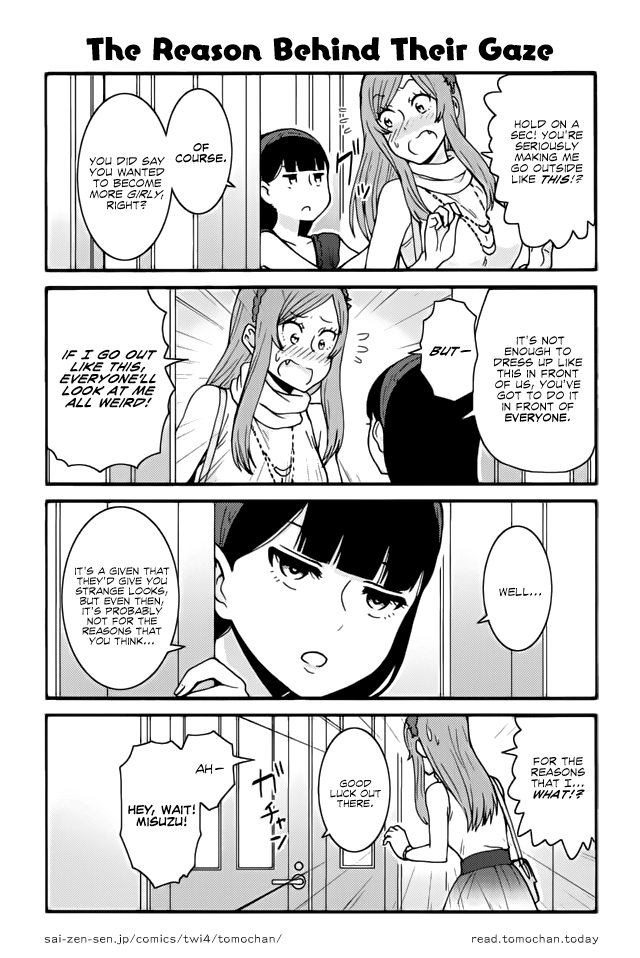 The Reason Behind Their Gaze
HOLD ON A
SEC! YOU'RE
SERIOUSLY
MAKING ME
GO OUTSIDE
LIKE THIS!?
OF
COURSE.
YOU DID SAY
YOU WANTED
TO BECOME
MORE GIRLY,
RIGHT?
IT'S NOT
ENOUGH TO
DRESS UP LIKE
THIS IN FRONT
OF US, YOU'VE
GOT TO DO IT
IN FRONT OF
EVERYONE.
BUT—
IF I GO OUT
LIKE THIS,
EVERYONE'LL
LOOK AT ME
ALL WEIRD!
WELL...
IT'S A GIVEN THAT
THEY'D GIVE YOU
STRANGE LOOKS,
BUT EVEN THEN,
IT'S PROBABLY
NOT FOR THE
REASONS THAT
YOU THINK...
FOR THE
REASONS
THAT I...
WHAT!?
GOOD
LUCK OUT
THERE.
ガチャン
AH—
HEY, WAIT!
MISUZU!
sai-zen-sen.jp/comics/twi4/tomochan/
read.tomochan.today